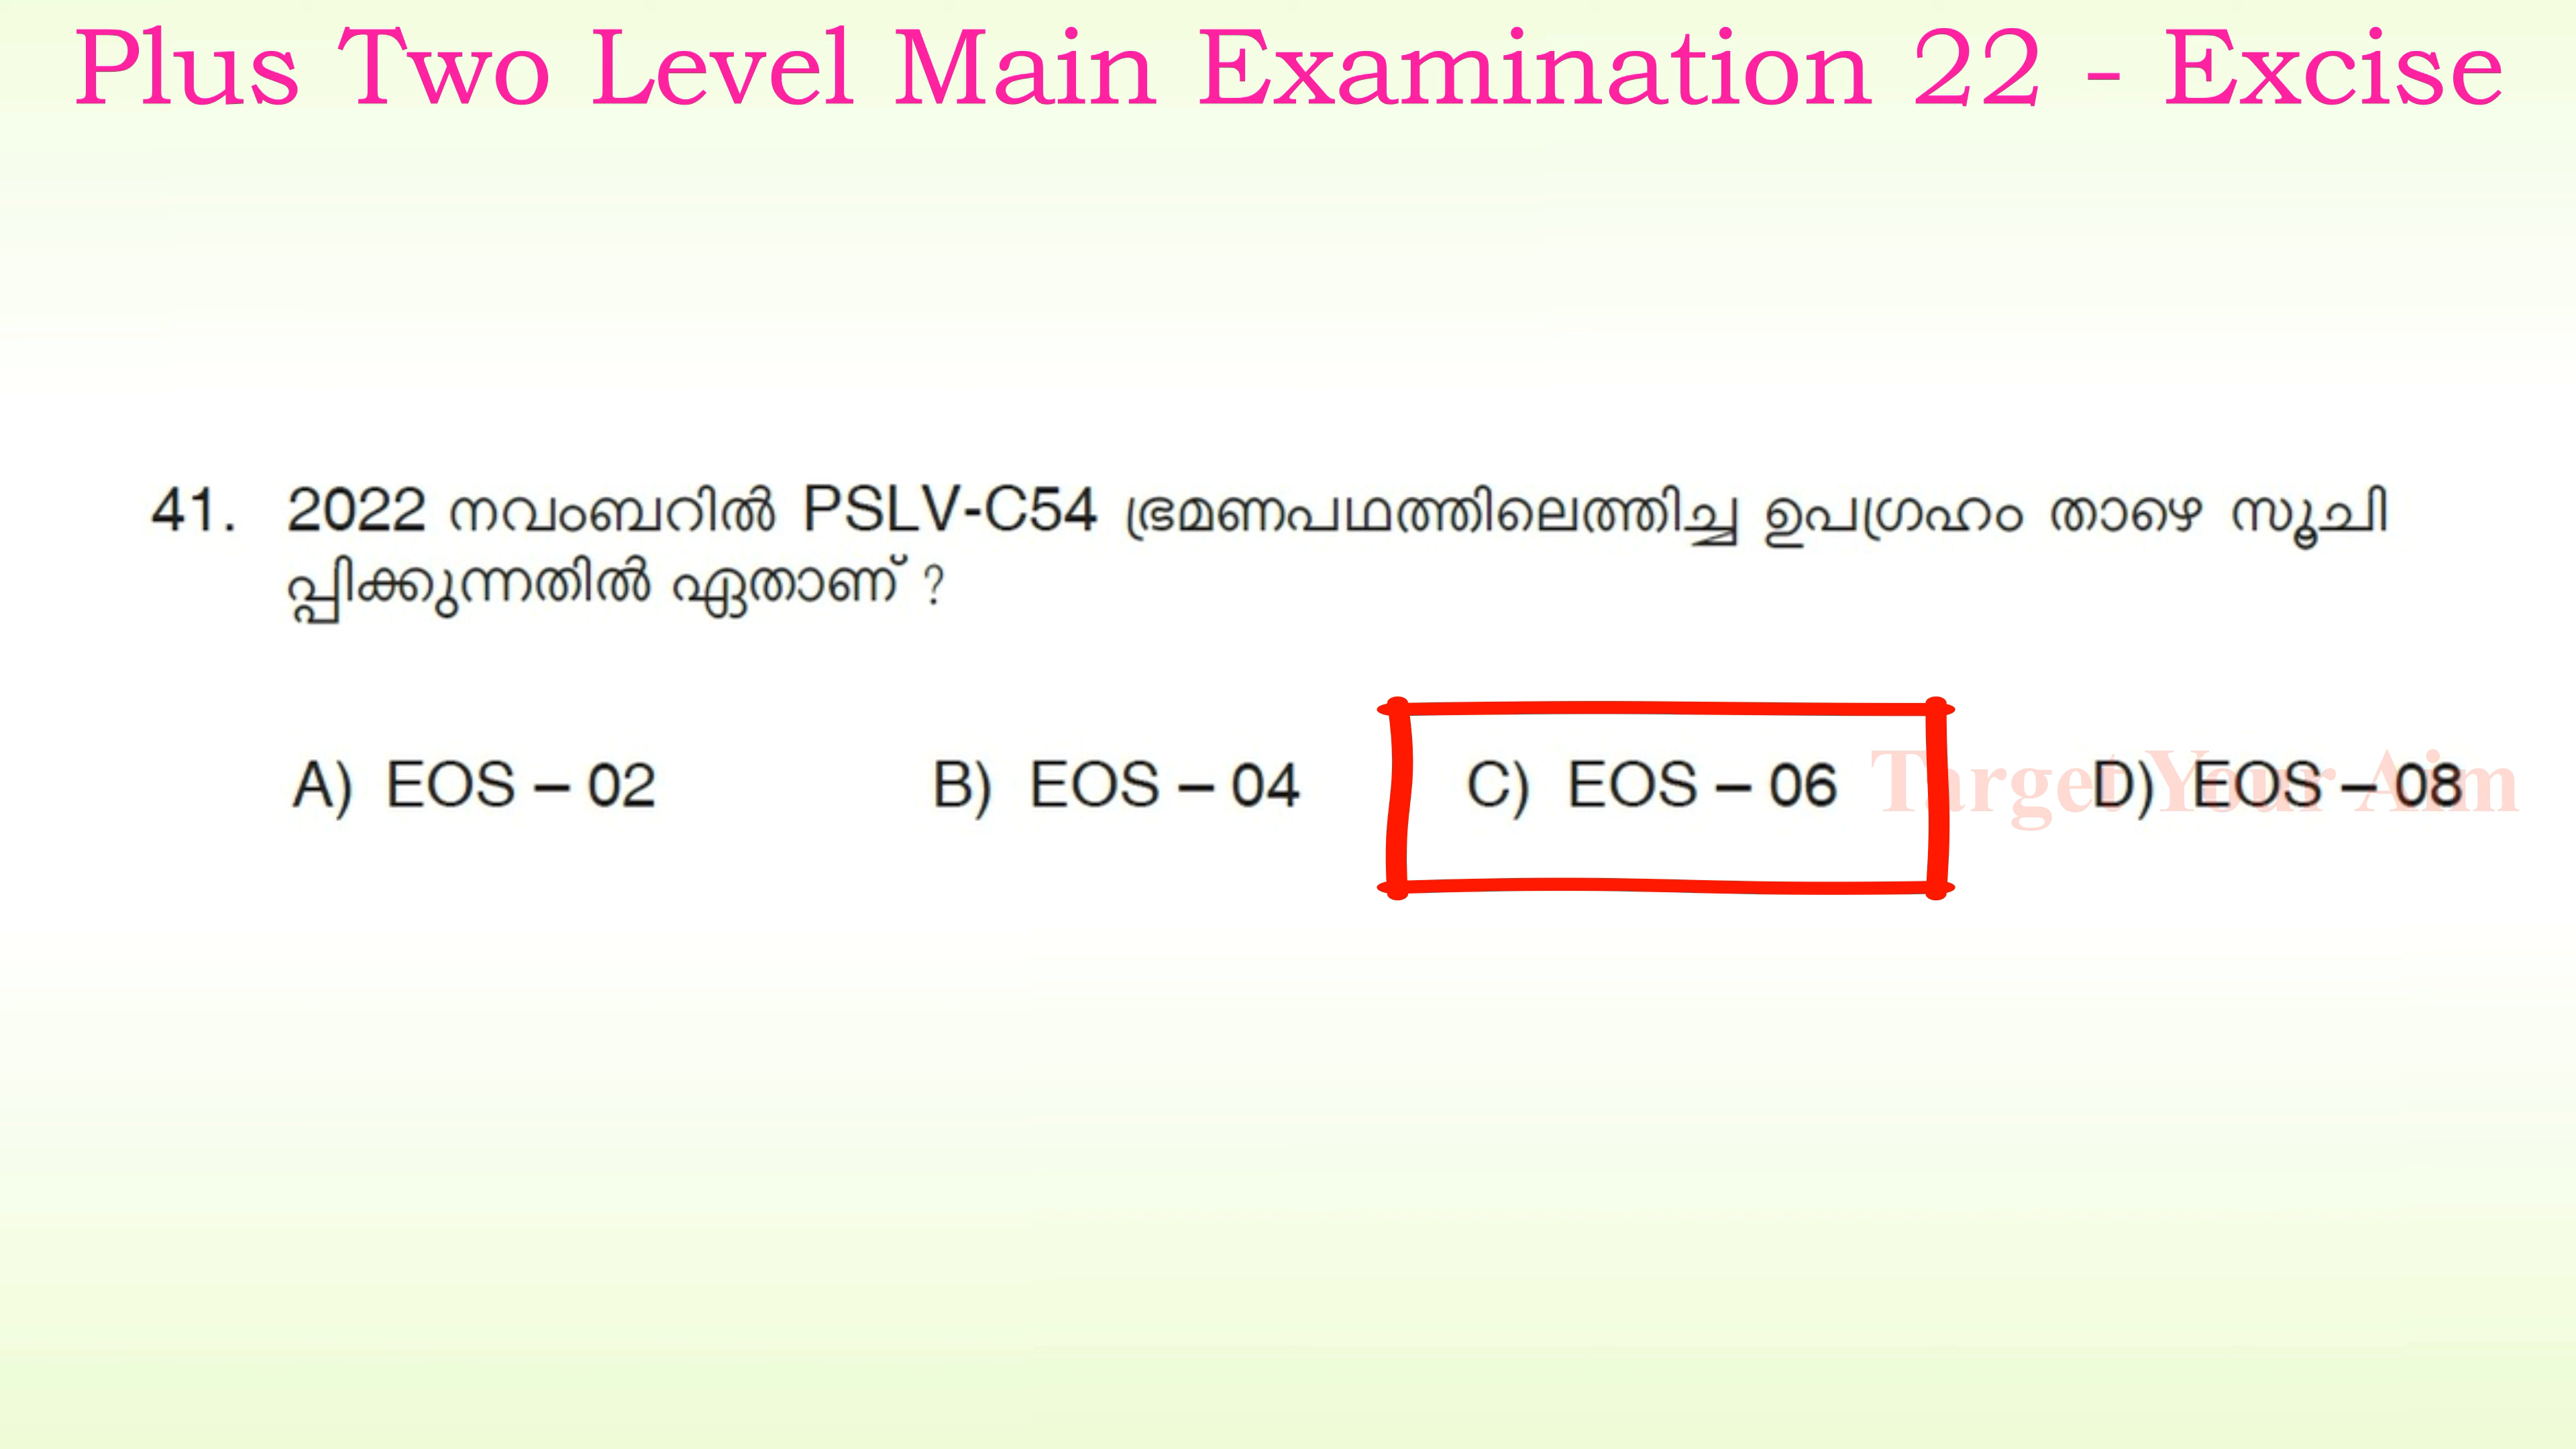 Plus Two Level Main Examination 22 - Excise
41. 2022 നവംബറിൽ PSLV-C54 ഭ്രമണപഥത്തിലെത്തിച്ച ഉപഗ്രഹം താഴെ സൂചി
പ്പിക്കുന്നതിൽ ഏതാണ് ?
A) EOS – 02 B) EOS – 04 C) EOS – 06 D) EOS – 08
Target Your Aim